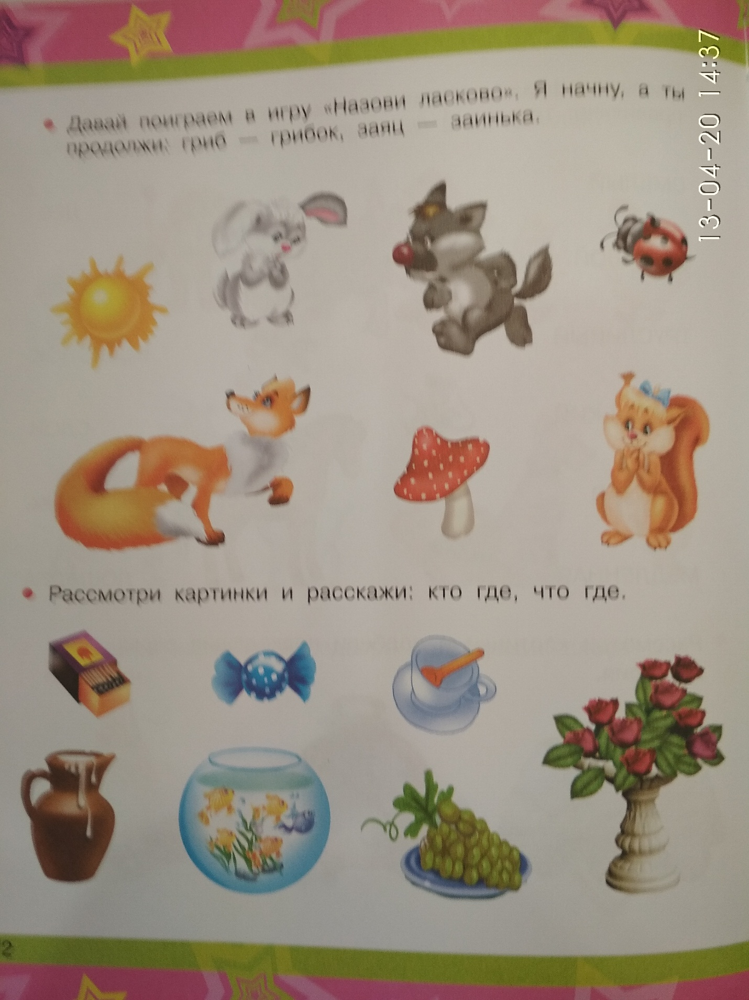 13-04-20 14:37
• Давай поиграем в игру «Назови ласково». Я начну, а ты
продолжи: гриб — грибок, заяц — заинька.
• Рассмотри картинки и расскажи: кто где, что где.
2